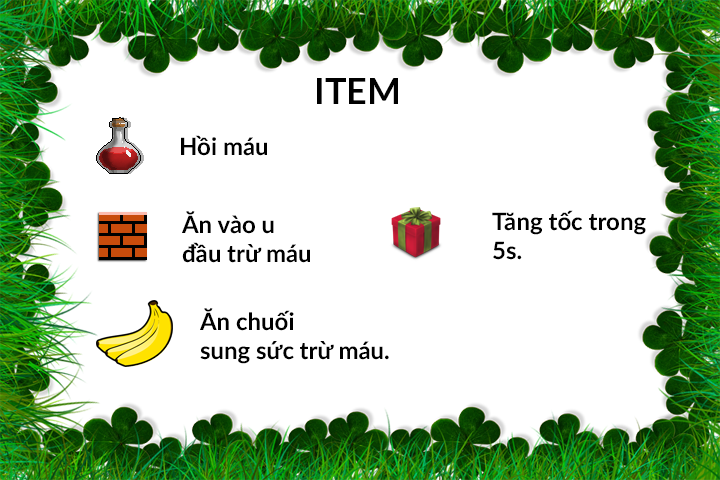 ITEM
Hồi máu
Ăn vào u
đầu trừ máu
Tăng tốc trong
5s.
Ăn chuối
sung sức trừ máu.